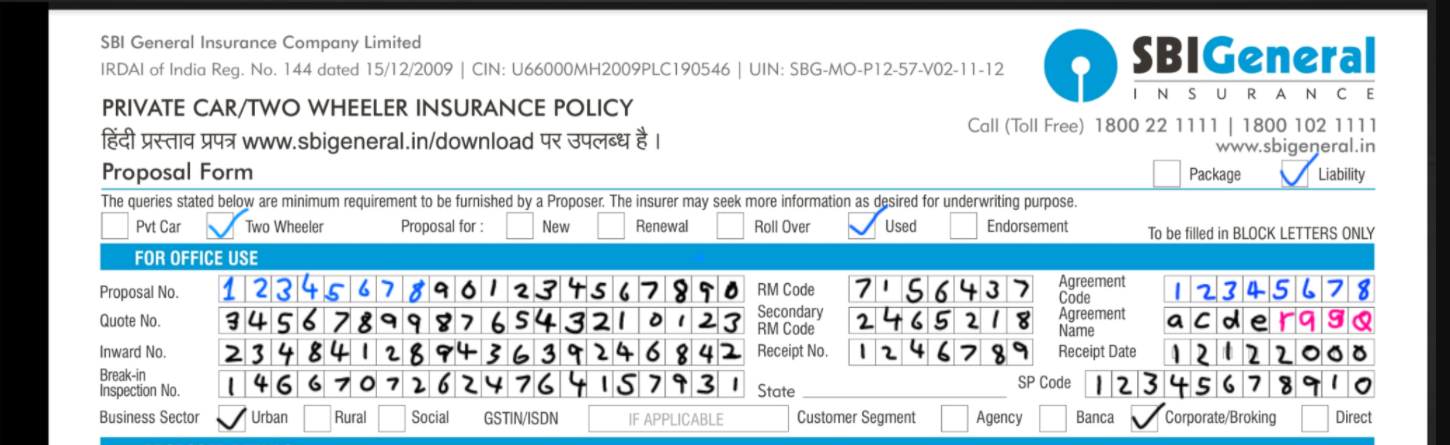 SBI General Insurance Company Limited
IRDAI of India Reg. No. 144 dated 15/12/2009 | CIN: U66000MH2009PLC190546 | UIN: SBG-MO-P12-57-V02-11-12
SBIGeneral
INSURANCE
PRIVATE CAR/TWO WHEELER INSURANCE POLICY
Call (Toll Free) 1800 22 1111 | 1800 102 1111
हिंदी प्रस्ताव प्रपत्र www.sbigeneral.in/download पर उपलब्ध है।
www.sbigeneral.in
Proposal Form
Package Liability
The queries stated below are minimum requirement to be furnished by a Proposer. The insurer may seek more information as desired for underwriting purpose.
Pvt Car Two Wheeler Proposal for : New Renewal Roll Over Used Endorsement To be filled in BLOCK LETTERS ONLY
FOR OFFICE USE
Proposal No. 12345678901234567890 RM Code 7156437 Agreement Code 12345678
Quote No. 34567899876543210123 Secondary RM Code 2465218 Agreement Name acde
Inward No. 23484128943639246842 Receipt No. 1246789 Receipt Date 12122000
Break-in Inspection No. 14667072624764157931 State SP Code 12345678910
Business Sector Urban Rural Social GSTIN/ISDN IF APPLICABLE Customer Segment Agency Banca Corporate/Broking Direct